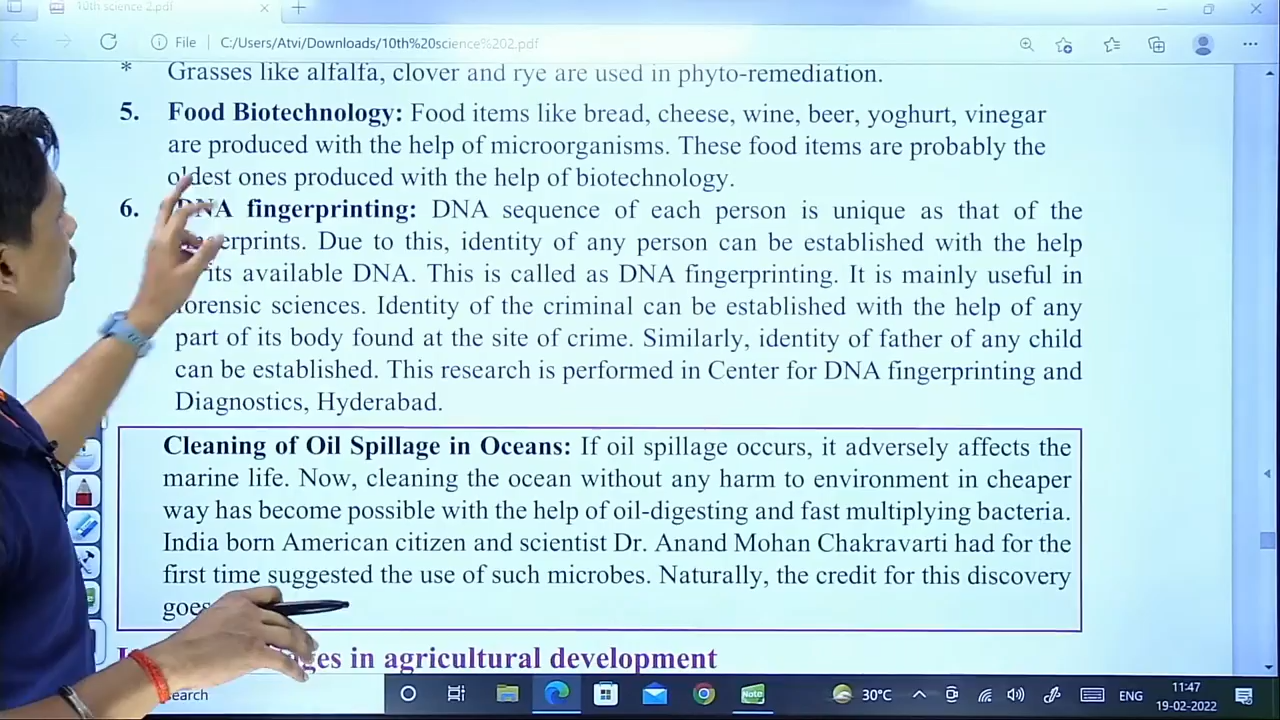 10th science 2.pdf
File C:/Users/Atvi/Downloads/10th%20science%202.pdf
* Grasses like alfalfa, clover and rye are used in phyto-remediation.
5. Food Biotechnology: Food items like bread, cheese, wine, beer, yoghurt, vinegar
are produced with the help of microorganisms. These food items are probably the
oldest ones produced with the help of biotechnology.
6. DNA fingerprinting: DNA sequence of each person is unique as that of the
fingerprints. Due to this, identity of any person can be established with the help
its available DNA. This is called as DNA fingerprinting. It is mainly useful in
forensic sciences. Identity of the criminal can be established with the help of any
part of its body found at the site of crime. Similarly, identity of father of any child
can be established. This research is performed in Center for DNA fingerprinting and
Diagnostics, Hyderabad.
Cleaning of Oil Spillage in Oceans: If oil spillage occurs, it adversely affects the
marine life. Now, cleaning the ocean without any harm to environment in cheaper
way has become possible with the help of oil-digesting and fast multiplying bacteria.
India born American citizen and scientist Dr. Anand Mohan Chakravarti had for the
first time suggested the use of such microbes. Naturally, the credit for this discovery
goes
in agricultural development
search
Note
30°C
ENG
11:47
19-02-2022